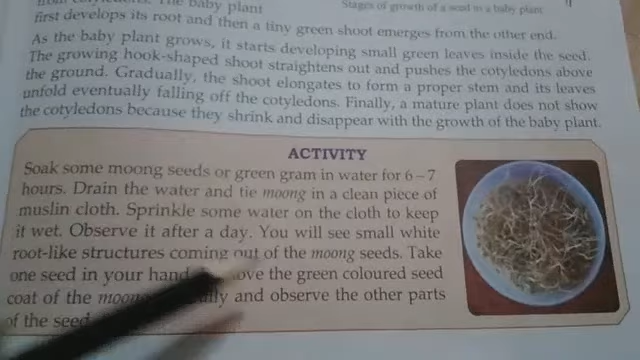 The baby plant
Stages of growth of a seed to a baby plant
first develops its root and then a tiny green shoot emerges from the other end.
As the baby plant grows, it starts developing small green leaves inside the seed.
The growing hook-shaped shoot straightens out and pushes the cotyledons above
the ground. Gradually, the shoot elongates to form a proper stem and its leaves
unfold eventually falling off the cotyledons. Finally, a mature plant does not show
the cotyledons because they shrink and disappear with the growth of the baby plant.
ACTIVITY
Soak some moong seeds or green gram in water for 6 – 7
hours. Drain the water and tie moong in a clean piece of
muslin cloth. Sprinkle some water on the cloth to keep
it wet. Observe it after a day. You will see small white
root-like structures coming out of the moong seeds. Take
one seed in your hand the green coloured seed
coat of the and observe the other parts
of the seed